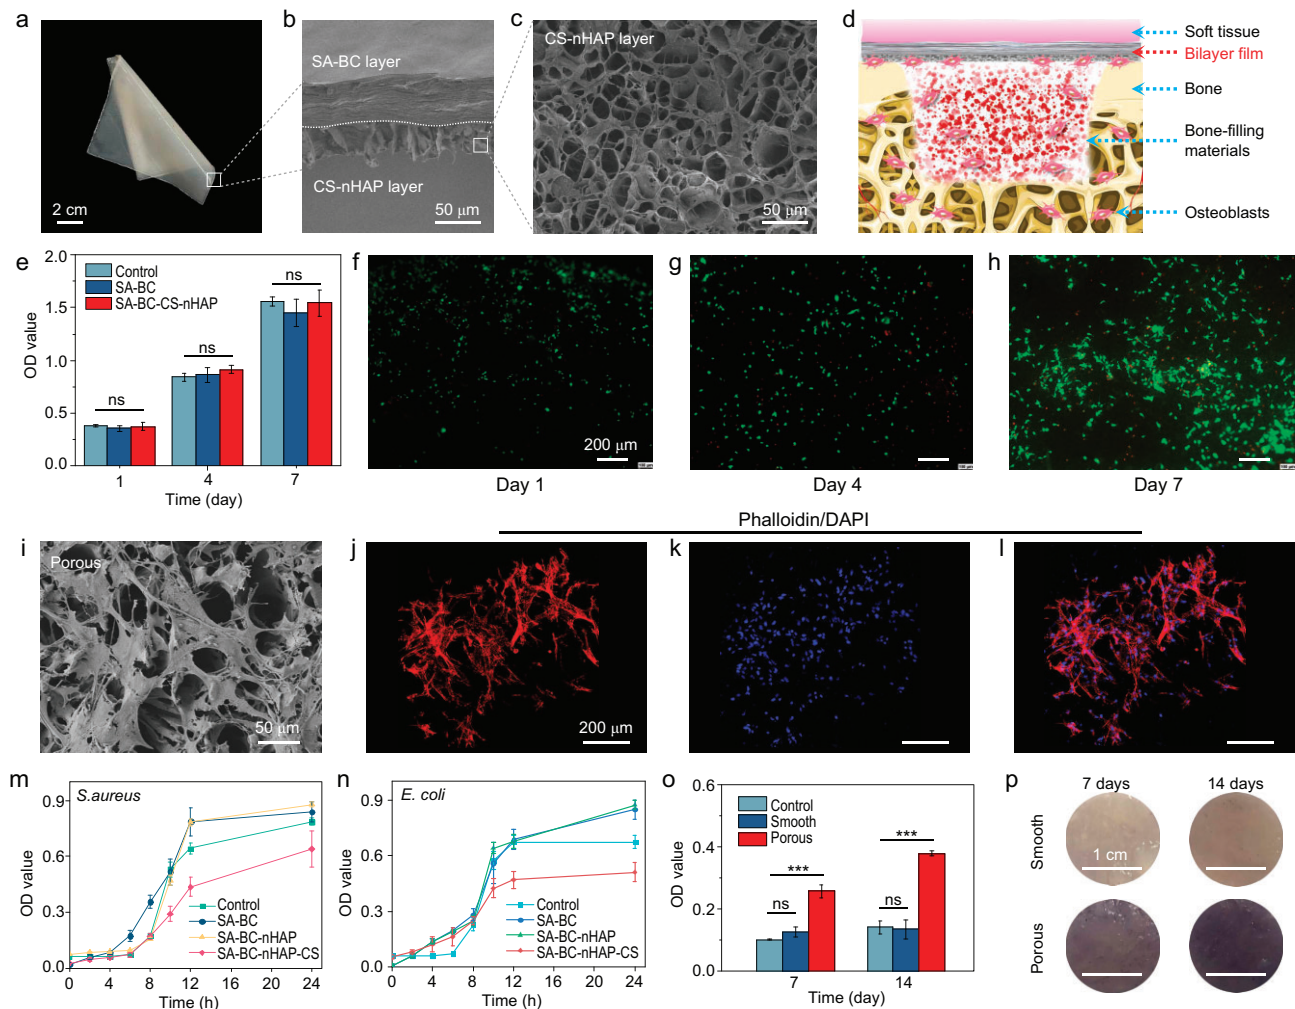 a
2 cm
b
SA-BC layer
CS-nHAP layer
50 μm
c
CS-nHAP layer
50 μm
d
Soft tissue
Bilayer film
Bone
Bone-filling
materials
Osteoblasts
e
OD value
2.0
1.5
1.0
0.5
0.0
Control
SA-BC
SA-BC-CS-nHAP
ns
ns
ns
1
4
7
Time (day)
f
200 μm
Day 1
g
Day 4
h
Day 7
Phalloidin/DAPI
i
Porous
50 μm
j
200 μm
k
l
m
S.aureus
OD value
0.9
0.6
0.3
0.0
Control
SA-BC
SA-BC-nHAP
SA-BC-nHAP-CS
0 4 8 12 16 20 24
Time (h)
n
E. coli
OD value
0.9
0.6
0.3
0.0
Control
SA-BC
SA-BC-nHAP
SA-BC-nHAP-CS
0 4 8 12 16 20 24
Time (h)
o
OD value
0.6
0.4
0.2
0.0
Control
Smooth
Porous
***
ns
***
ns
7
14
Time (day)
p
7 days
14 days
Smooth
1 cm
Porous